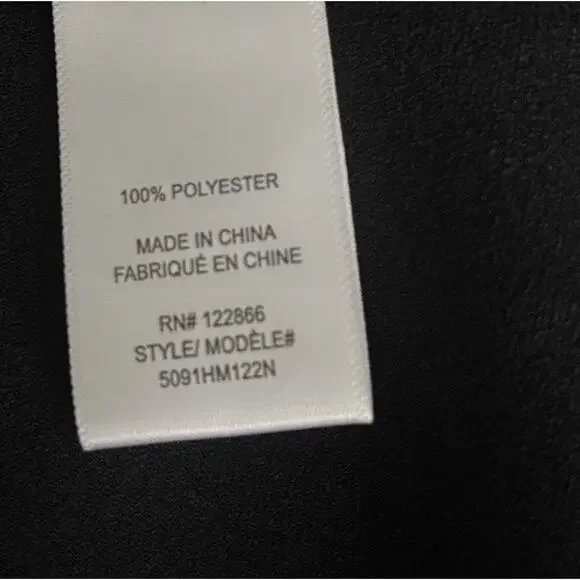 100% POLYESTER
MADE IN CHINA
FABRIQUÉ EN CHINE
RN# 122866
STYLE/ MODÈLE#
5091HM122N